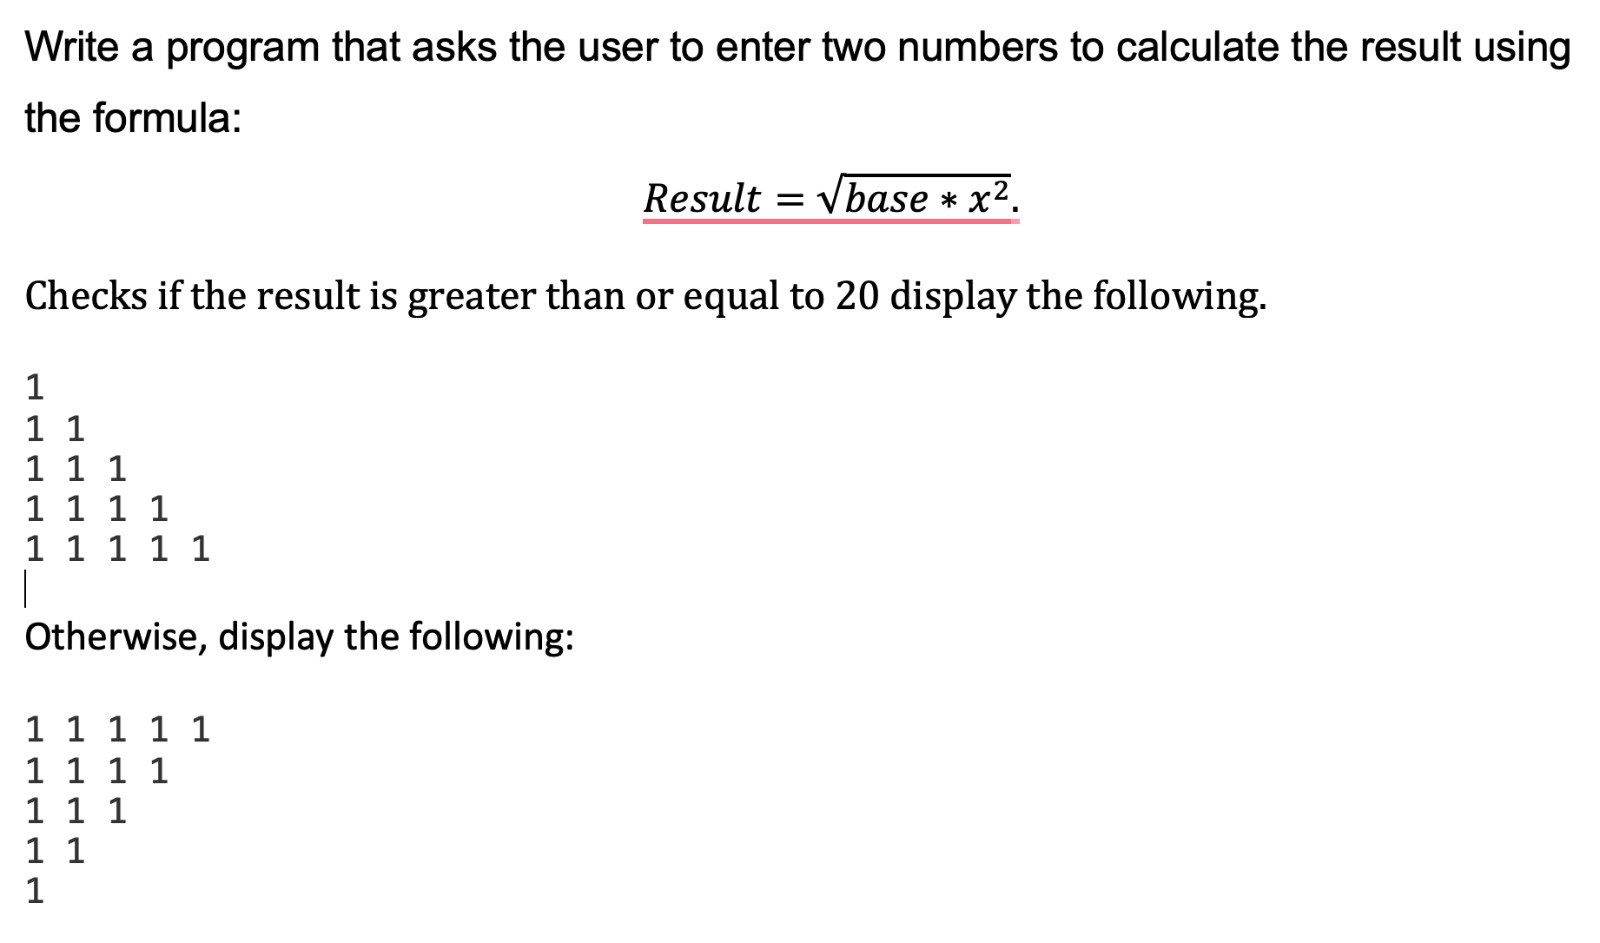 Write a program that asks the user to enter two numbers to calculate the result using
the formula:
Result = √base * x².
Checks if the result is greater than or equal to 20 display the following.
1
1 1
1 1 1
1 1 1 1
1 1 1 1 1
Otherwise, display the following:
1 1 1 1 1
1 1 1 1
1 1 1
1 1
1